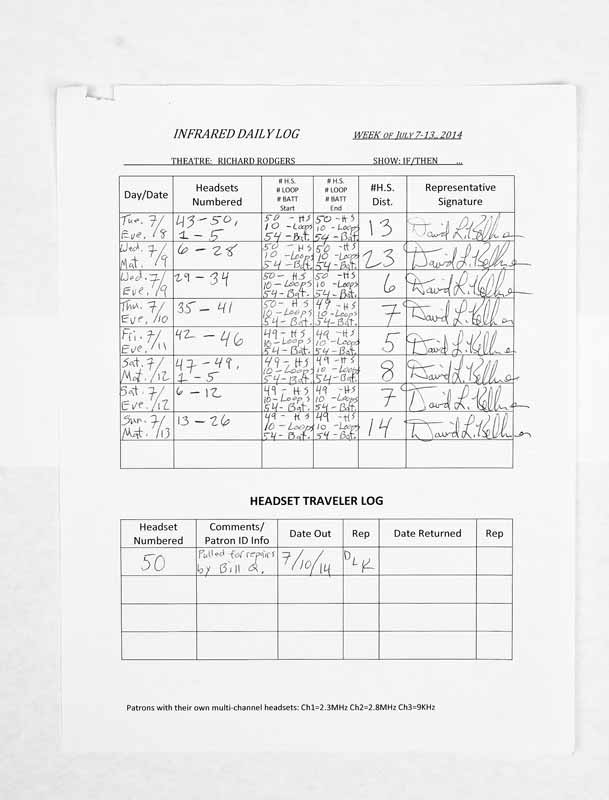 INFRARED DAILY LOG WEEK OF JULY 7-13, 2014
THEATRE: RICHARD RODGERS SHOW: IF/THEN ...
Day/Date Headsets Numbered # H.S. # LOOP # BATT Start # H.S. # LOOP # BATT End #H.S. Dist. Representative Signature
Tue. 7/ 43-50, 50-HS 50-HS 13 David L. Kellner
Eve. /8 1-5 10-Loops 10-Loops
54-Bat. 54-Bat.
Wed. 7/ 6-28 50-HS 50-HS 23 David L. Kellner
Mat. /9 10-Loops 10-Loops
54-Bat. 54-Bat.
Wed. 7/ 29-34 50-HS 50-HS 6 David L. Kellner
Eve. /9 10-Loops 10-Loops
54-Bat. 54-Bat.
Thu. 7/ 35-41 50-HS 49-HS 7 David L. Kellner
Eve. /10 10-Loops 10-Loops
54-Bat. 54-Bat.
Fri. 7/ 42-46 49-HS 49-HS 5 David L. Kellner
Eve. /11 10-Loops 10-Loops
54-Bat. 54-Bat.
Sat. 7/ 47-49, 49-HS 49-HS 8 David L. Kellner
Mat. /12 1-5 10-Loops 10-Loops
54-Bat. 54-Bat.
Sat. 7/ 6-12 49-HS 49-HS 7 David L. Kellner
Eve. /12 10-Loops 10-Loops
54-Bat. 54-Bat.
Sun. 7/ 13-26 49-HS 49-HS 14 David L. Kellner
Mat. /13 10-Loops 10-Loops
54-Bat. 54-Bat.
HEADSET TRAVELER LOG
Headset Numbered Comments/ Patron ID Info Date Out Rep Date Returned Rep
50 Pulled for repairs 7/10/14 DLK
by Bill Q.
Patrons with their own multi-channel headsets: Ch1=2.3MHz Ch2=2.8MHz Ch3=9KHz